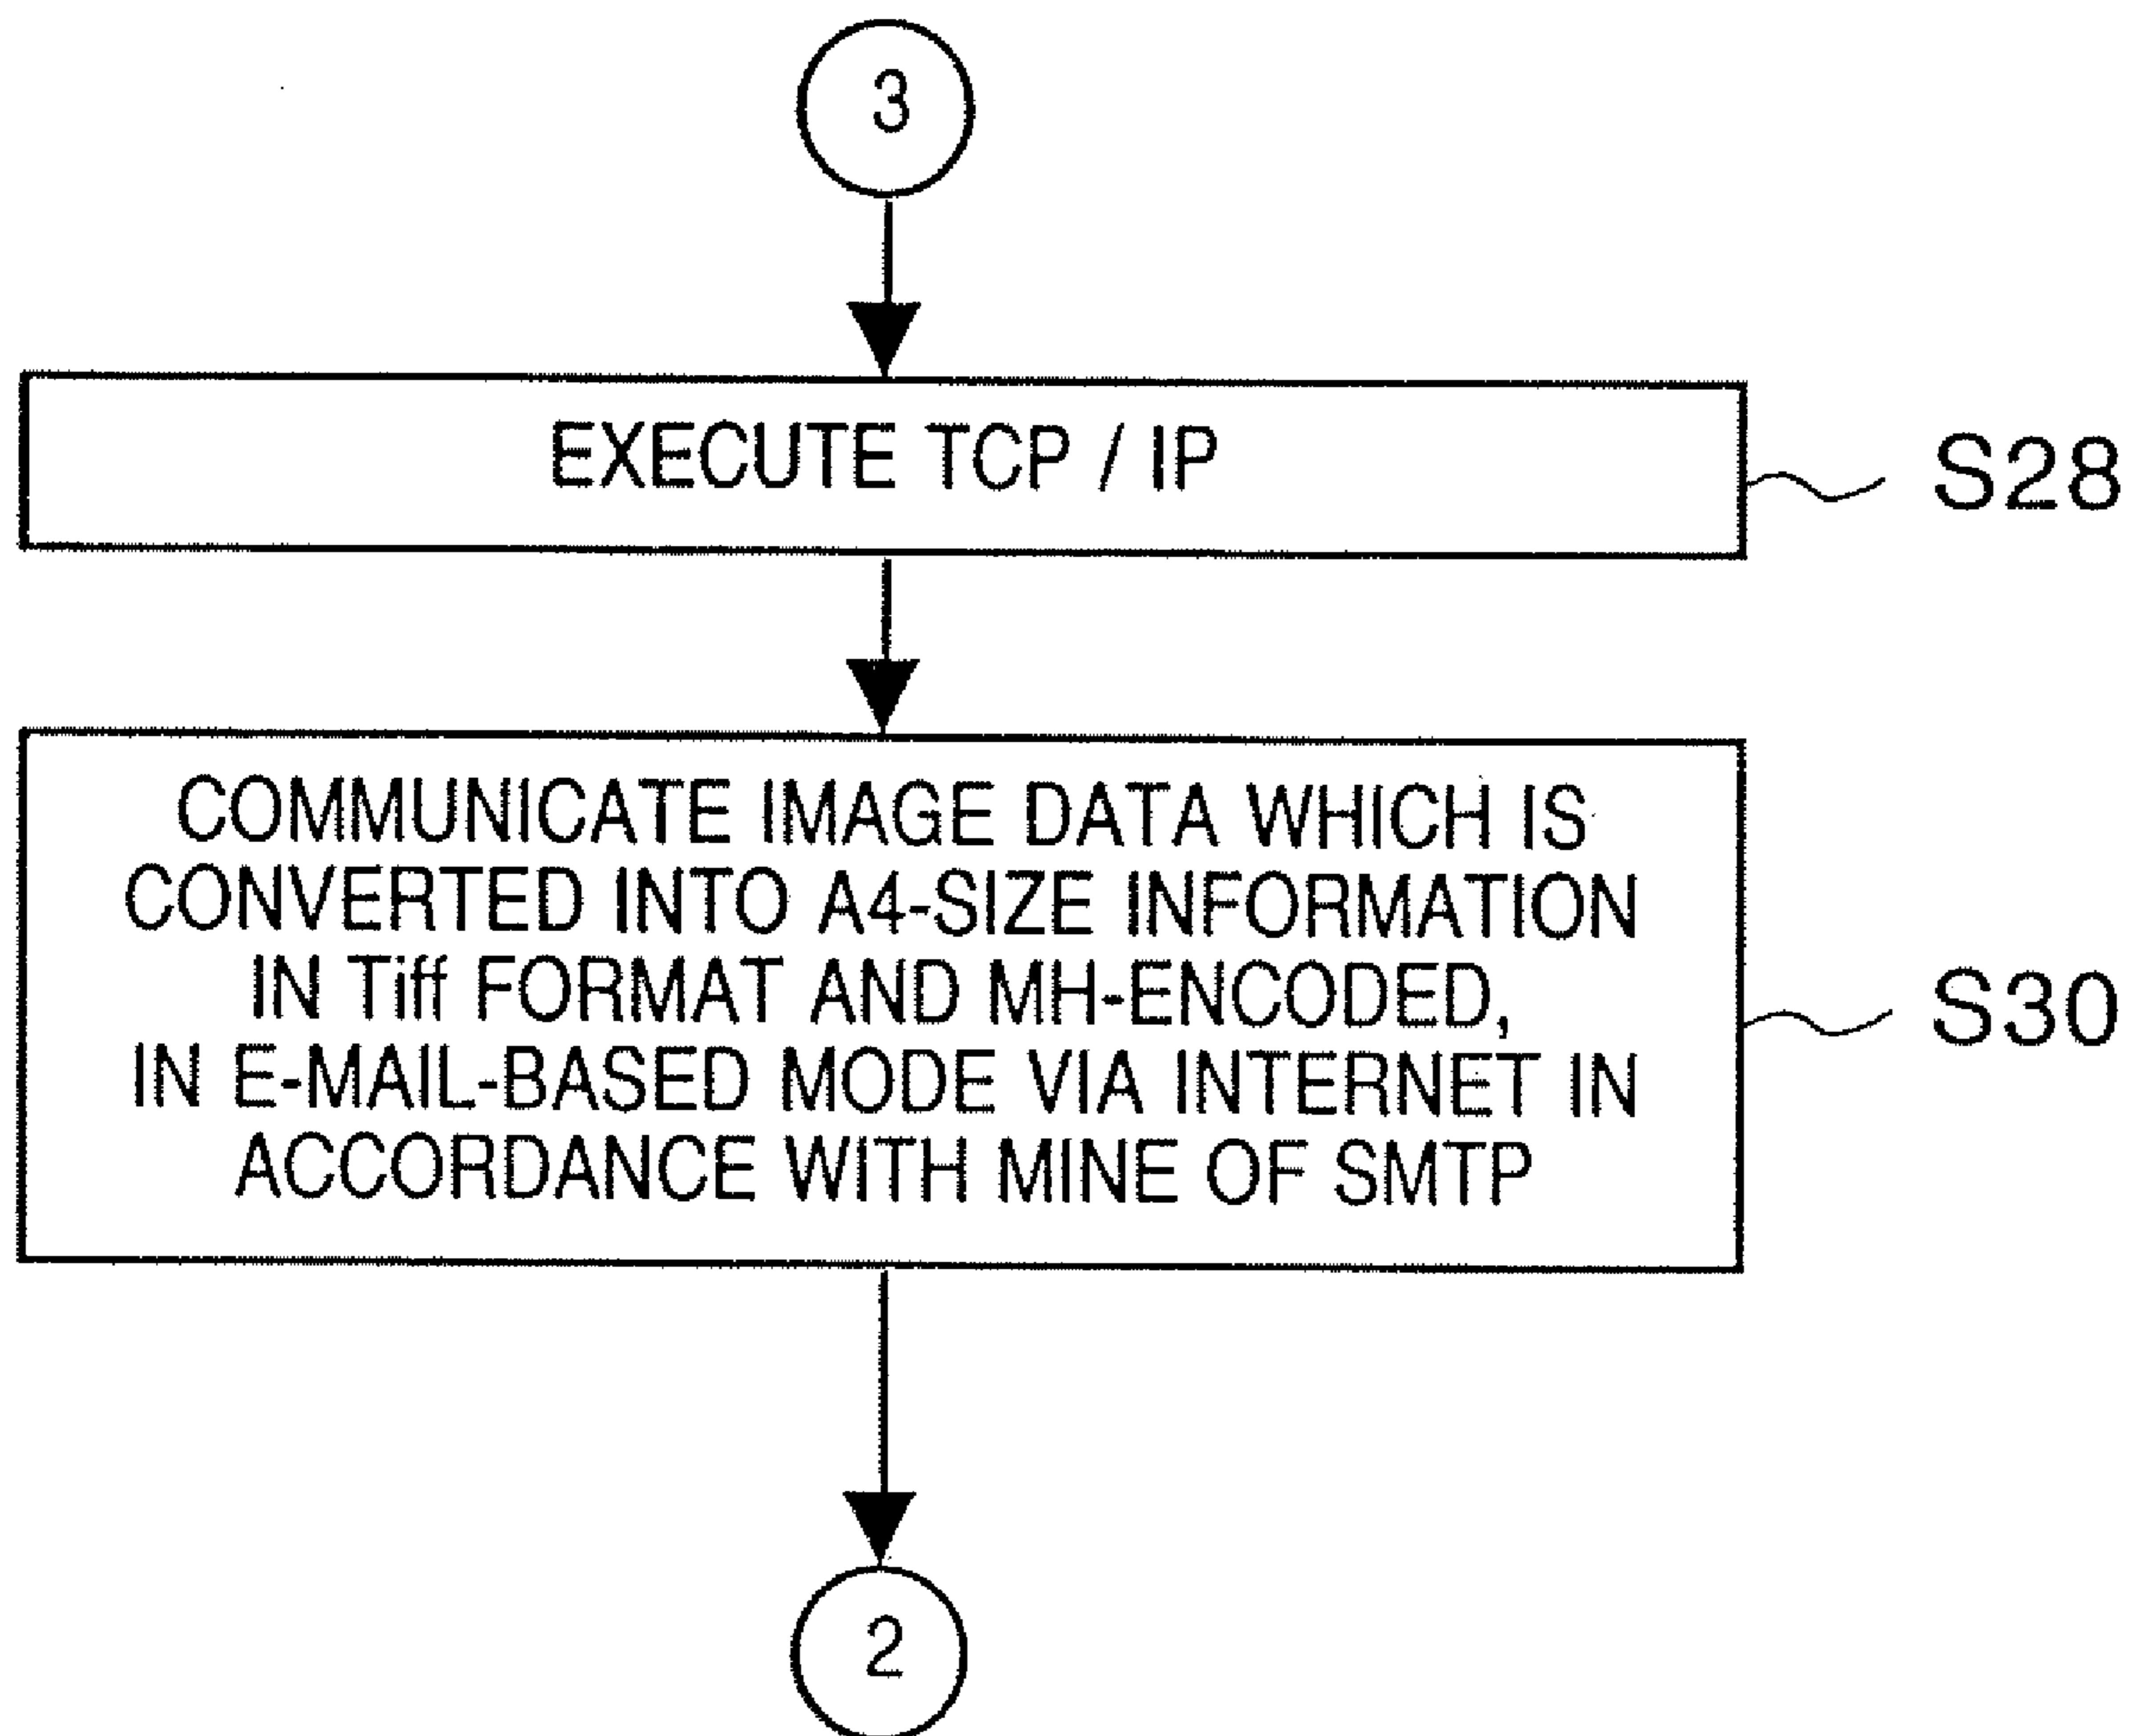 3
EXECUTE TCP / IP
S28
COMMUNICATE IMAGE DATA WHICH IS
CONVERTED INTO A4-SIZE INFORMATION
IN Tiff FORMAT AND MH-ENCODED,
IN E-MAIL-BASED MODE VIA INTERNET IN
ACCORDANCE WITH MINE OF SMTP
S30
2